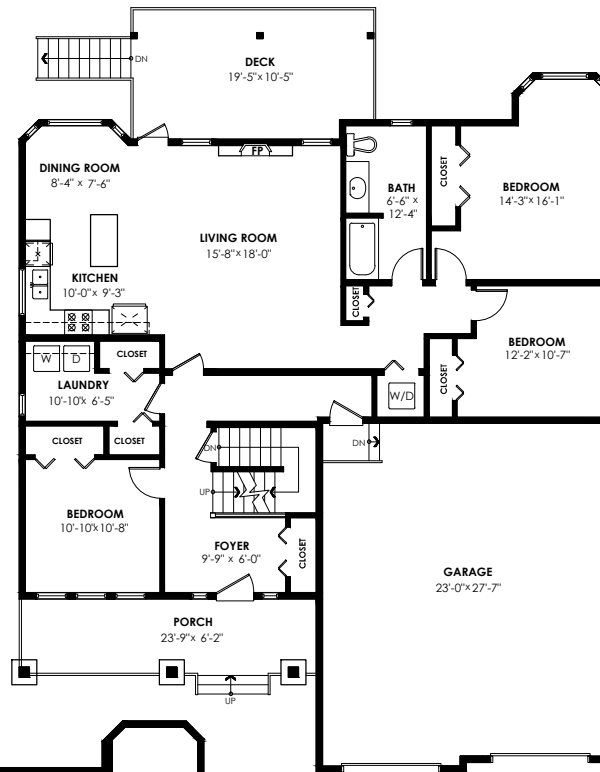 DN
DECK
19'-5" x 10'-5"
FP
DINING ROOM
8'-4" x 7'-6"
CLOSET
BATH
6'-6" x
12'-4"
BEDROOM
14'-3" x 16'-1"
LIVING ROOM
15'-8" x 18'-0"
KITCHEN
10'-0" x 9'-3"
CLOSET
BEDROOM
12'-2" x 10'-7"
CLOSET
W
D
CLOSET
LAUNDRY
10'-10" x 6'-5"
W/D
CLOSET
CLOSET
DN
DN
UP
BEDROOM
10'-10" x 10'-8"
FOYER
9'-9" x 6'-0"
CLOSET
GARAGE
23'-0" x 27'-7"
PORCH
23'-9" x 6'-2"
UP